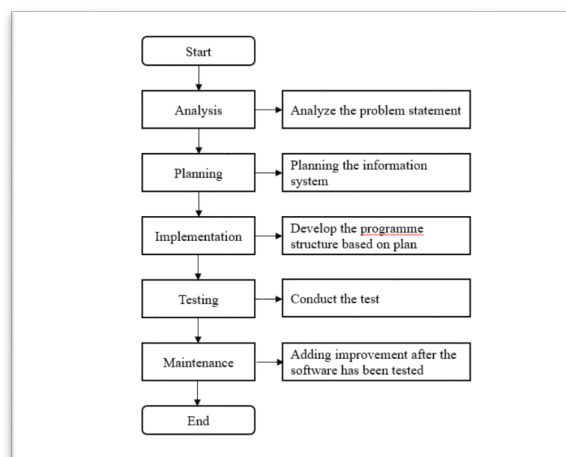 Start
Analysis
Analyze the problem statement
Planning
Planning the information
system
Implementation
Develop the programme
structure based on plan
Testing
Conduct the test
Maintenance
Adding improvement after the
software has been tested
End